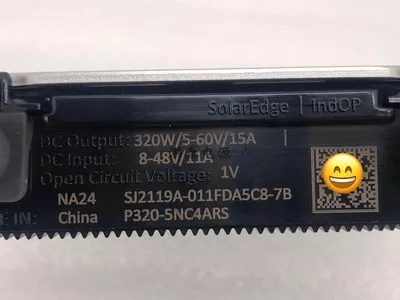 SolarEdge | IndOP
DC Output: 320W/5-60V/15A |
DC Input: 8-48V/11A
Open Circuit Voltage: 1V
NA24 SJ2119A-011FDA5C8-7B
E IN: China P320-5NC4ARS